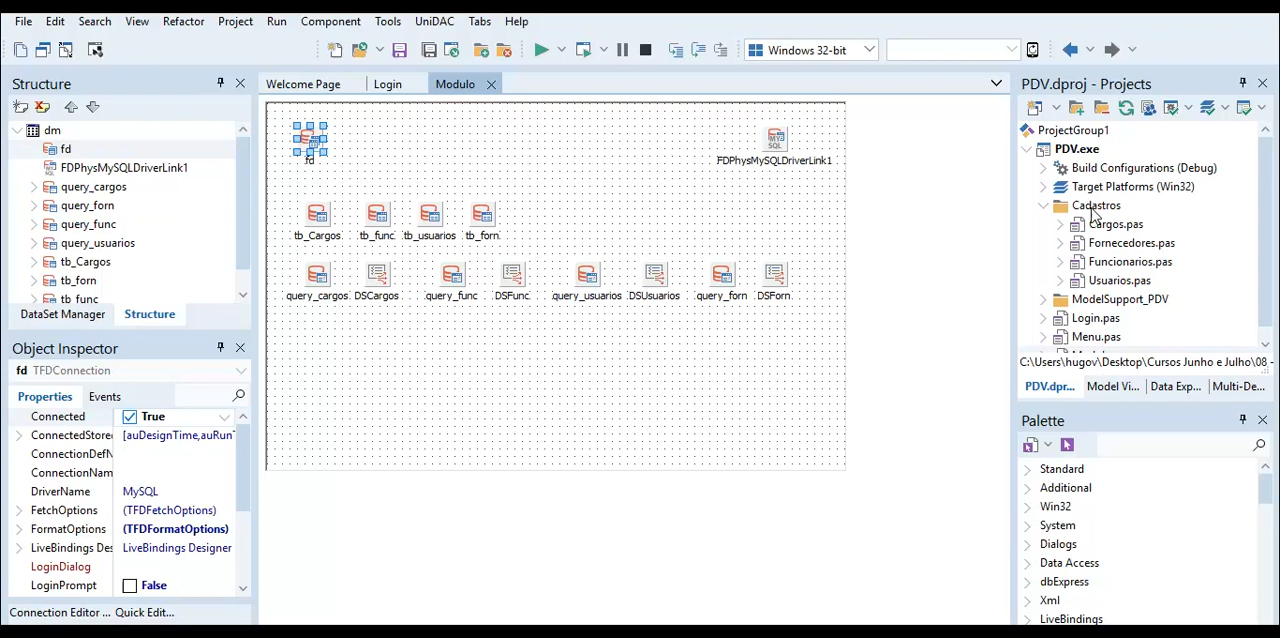 File Edit Search View Refactor Project Run Component Tools UniDAC Tabs Help
Windows 32-bit
Structure
dm
fd
FDPhysMySQLDriverLink1
query_cargos
query_forn
query_func
query_usuarios
tb_Cargos
tb_forn
tb_func
DataSet Manager Structure
Object Inspector
fd TFDConnection
Properties Events
Connected True
ConnectedStore [auDesignTime,auRunT
ConnectionDefN
ConnectionName
DriverName MySQL
FetchOptions (TFDFetchOptions)
FormatOptions (TFDFormatOptions)
LiveBindings Des LiveBindings Designer
LoginDialog
LoginPrompt False
Connection Editor ... Quick Edit...
Welcome Page Login Modulo
fd
MY
SQL
FDPhysMySQLDriverLink1
tb_Cargos tb_func tb_usuarios tb_forn
query_cargos DSCargos query_func DSFunc query_usuarios DSUsuarios query_forn DSForn
PDV.dproj - Projects
ProjectGroup1
PDV.exe
Build Configurations (Debug)
Target Platforms (Win32)
Cadastros
Cargos.pas
Fornecedores.pas
Funcionarios.pas
Usuarios.pas
ModelSupport_PDV
Login.pas
Menu.pas
C:\Users\hugov\Desktop\Cursos Junho e Julho\08 -
PDV.dpr... Model Vi... Data Exp... Multi-De...
Palette
Standard
Additional
Win32
System
Dialogs
Data Access
dbExpress
Xml
LiveBindings